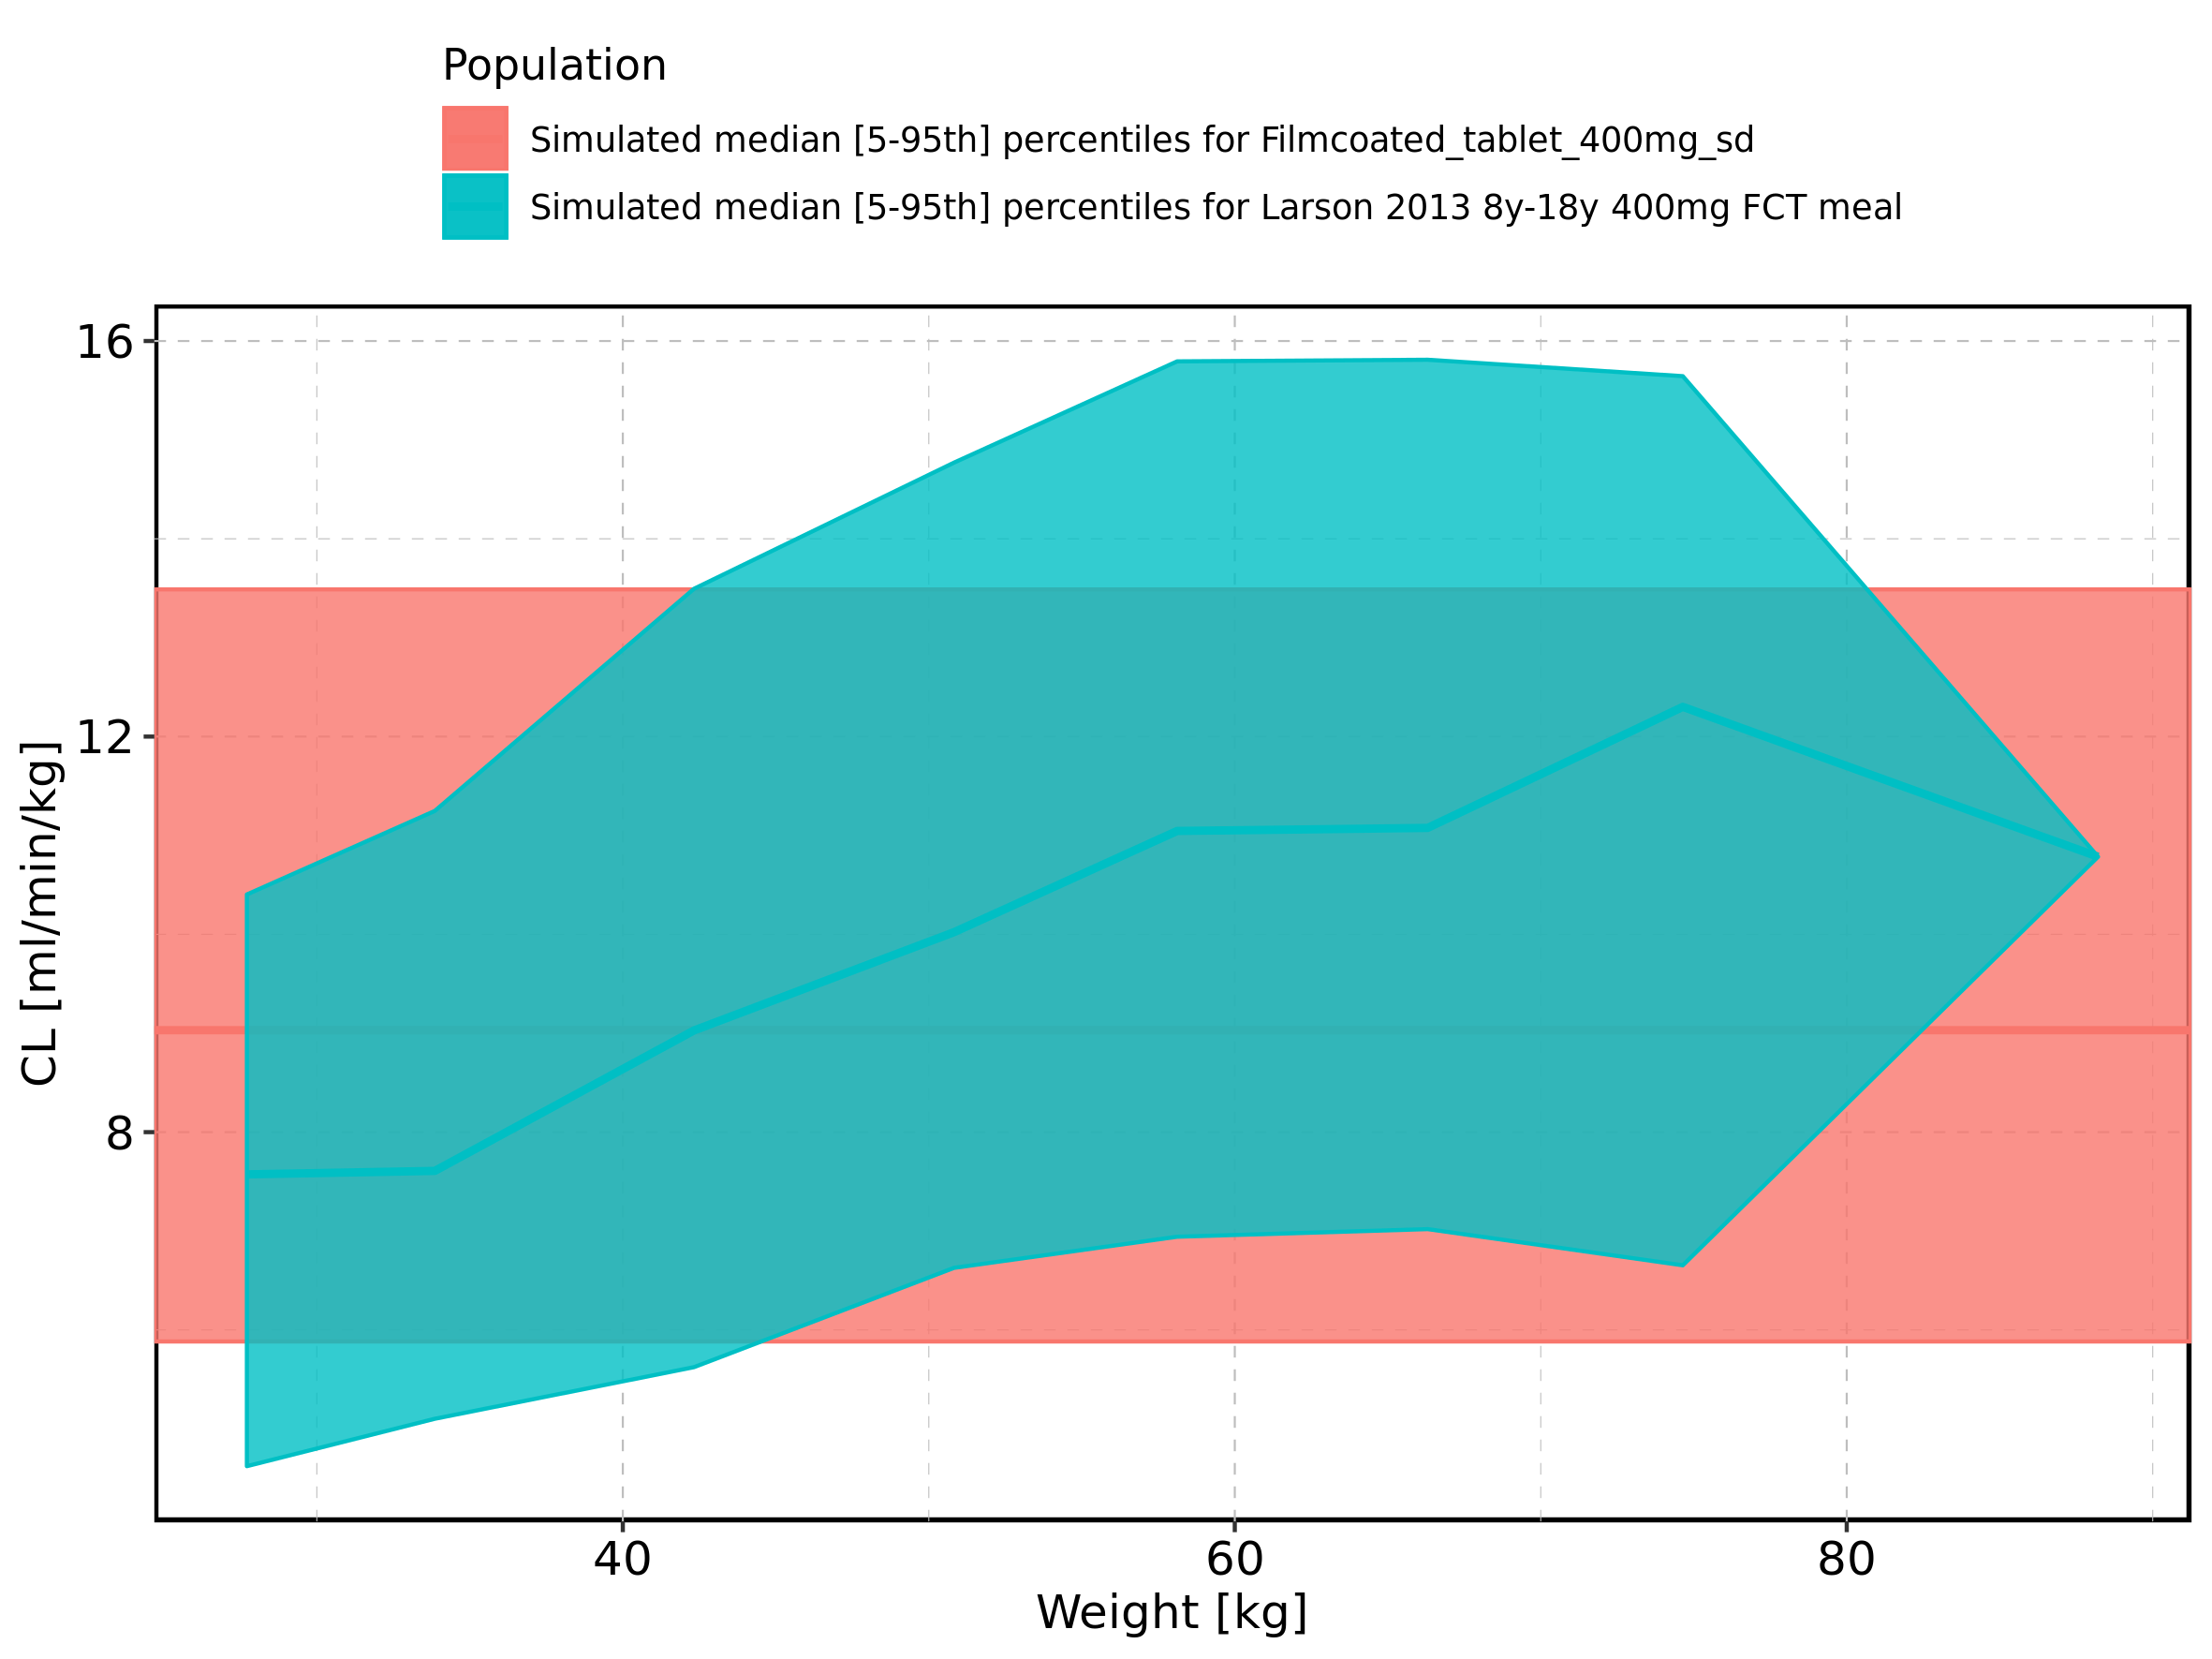 Population
Simulated median [5-95th] percentiles for Filmcoated_tablet_400mg_sd
Simulated median [5-95th] percentiles for Larson 2013 8y-18y 400mg FCT meal
16
12
8
CL [ml/min/kg]
40 60 80
Weight [kg]